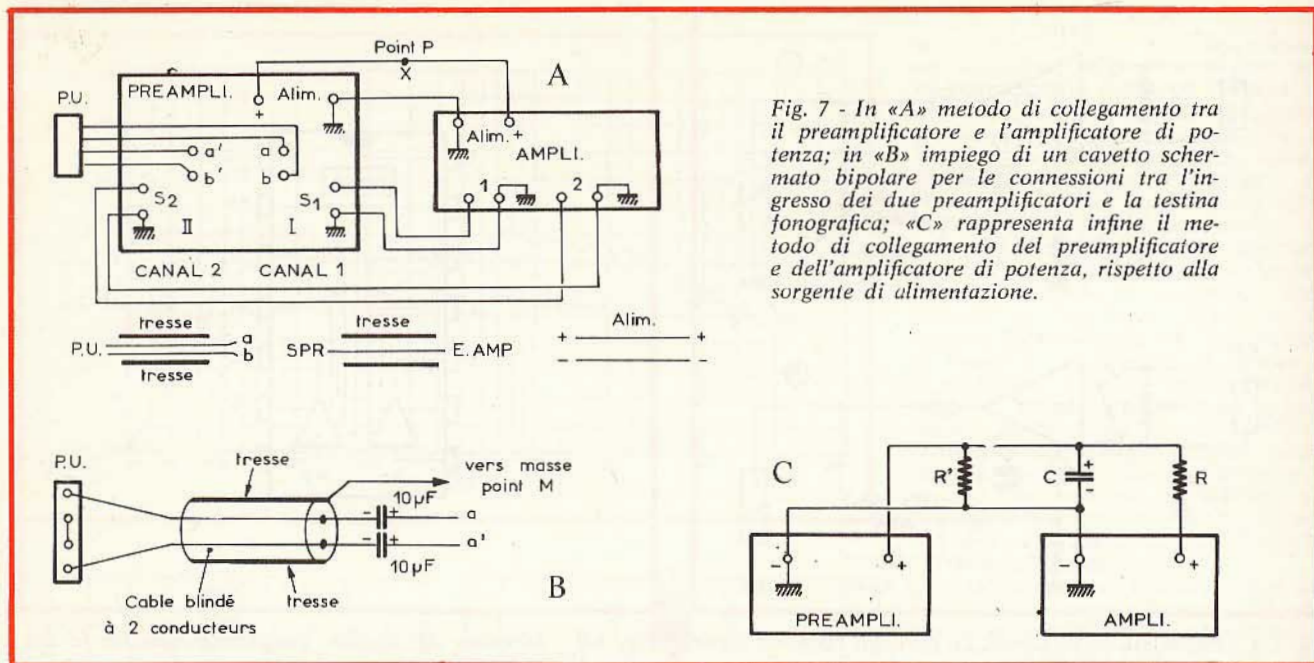 Point P
X
A
P.U.
PREAMPLI.
Alim.
+
Alim. +
AMPLI.
a' a
b' b
S2 S1
1 2
II I
CANAL 2 CANAL 1
Fig. 7 - In «A» metodo di collegamento tra
il preamplificatore e l'amplificatore di po-
tenza; in «B» impiego di un cavetto scher-
mato bipolare per le connessioni tra l'in-
gresso dei due preamplificatori e la testina
fonografica; «C» rappresenta infine il me-
todo di collegamento del preamplificatore
e dell'amplificatore di potenza, rispetto alla
sorgente di alimentazione.
tresse
P.U. a
b
tresse
tresse
SPR E. AMP
Alim.
+ +
- -
P.U.
tresse
vers masse
point M
10µF
- + a
- + a'
10µF
Cable blindé
à 2 conducteurs
tresse
B
C
R' C + R
-
- +
PREAMPLI.
- +
AMPLI.